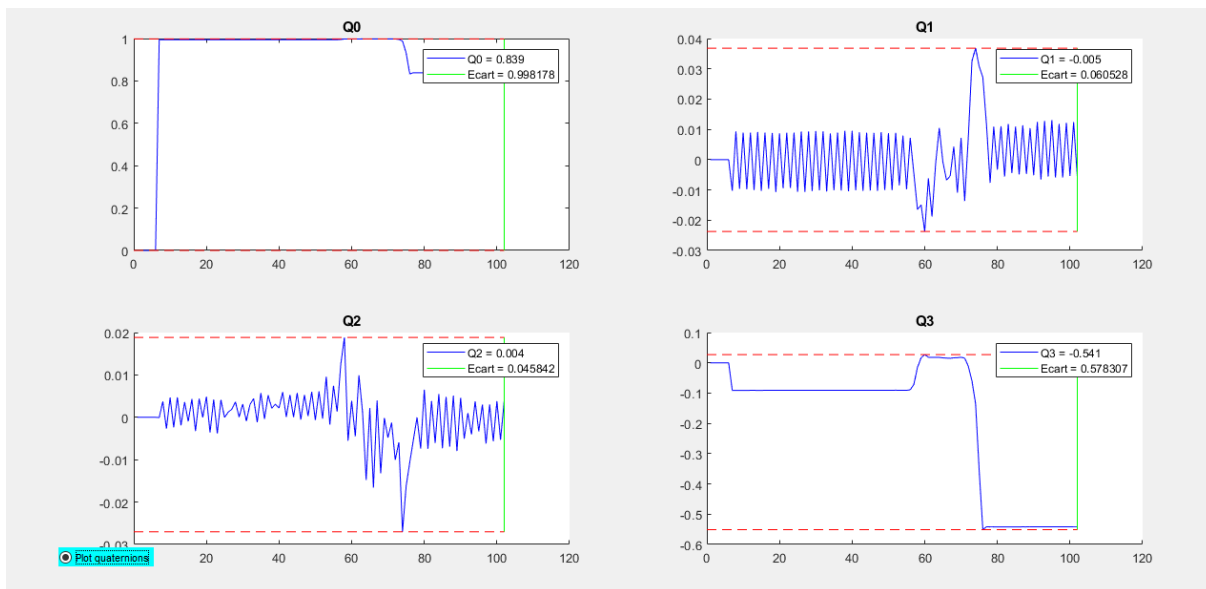 Q0
Q0 = 0.839
Ecart = 0.998178
1
0.8
0.6
0.4
0.2
0
0 20 40 60 80 100 120
Q1
Q1 = -0.005
Ecart = 0.060528
0.04
0.03
0.02
0.01
0
-0.01
-0.02
-0.03
0 20 40 60 80 100 120
Q2
Q2 = 0.004
Ecart = 0.045842
0.02
0.01
0
-0.01
-0.02
-0.03
0 20 40 60 80 100 120
Plot quaternions
Q3
Q3 = -0.541
Ecart = 0.578307
0.1
0
-0.1
-0.2
-0.3
-0.4
-0.5
-0.6
0 20 40 60 80 100 120